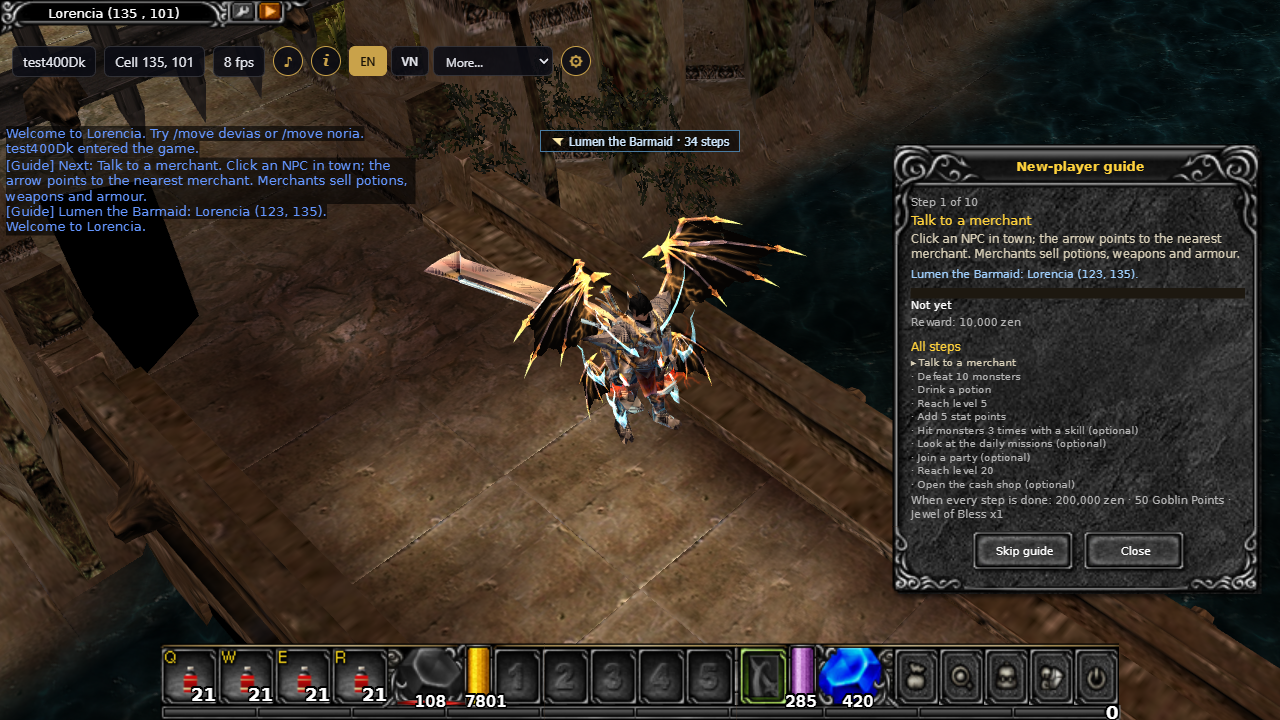 Lorencia (135 , 101)
test400Dk
Cell 135, 101
8 fps
EN
VN
More...
Welcome to Lorencia. Try /move devias or /move noria.
test400Dk entered the game.
[Guide] Next: Talk to a merchant. Click an NPC in town; the
arrow points to the nearest merchant. Merchants sell potions,
weapons and armour.
[Guide] Lumen the Barmaid: Lorencia (123, 135).
Welcome to Lorencia.
Lumen the Barmaid · 34 steps
New-player guide
Step 1 of 10
Talk to a merchant
Click an NPC in town; the arrow points to the nearest
merchant. Merchants sell potions, weapons and armour.
Lumen the Barmaid: Lorencia (123, 135).
Not yet
Reward: 10,000 zen
All steps
▸ Talk to a merchant
· Defeat 10 monsters
· Drink a potion
· Reach level 5
· Add 5 stat points
· Hit monsters 3 times with a skill (optional)
· Look at the daily missions (optional)
· Join a party (optional)
· Reach level 20
· Open the cash shop (optional)
When every step is done: 200,000 zen · 50 Goblin Points ·
Jewel of Bless x1
Skip guide
Close
Q 21
W 21
E 21
R 21
108
7801
1
2
3
4
5
285
420
0